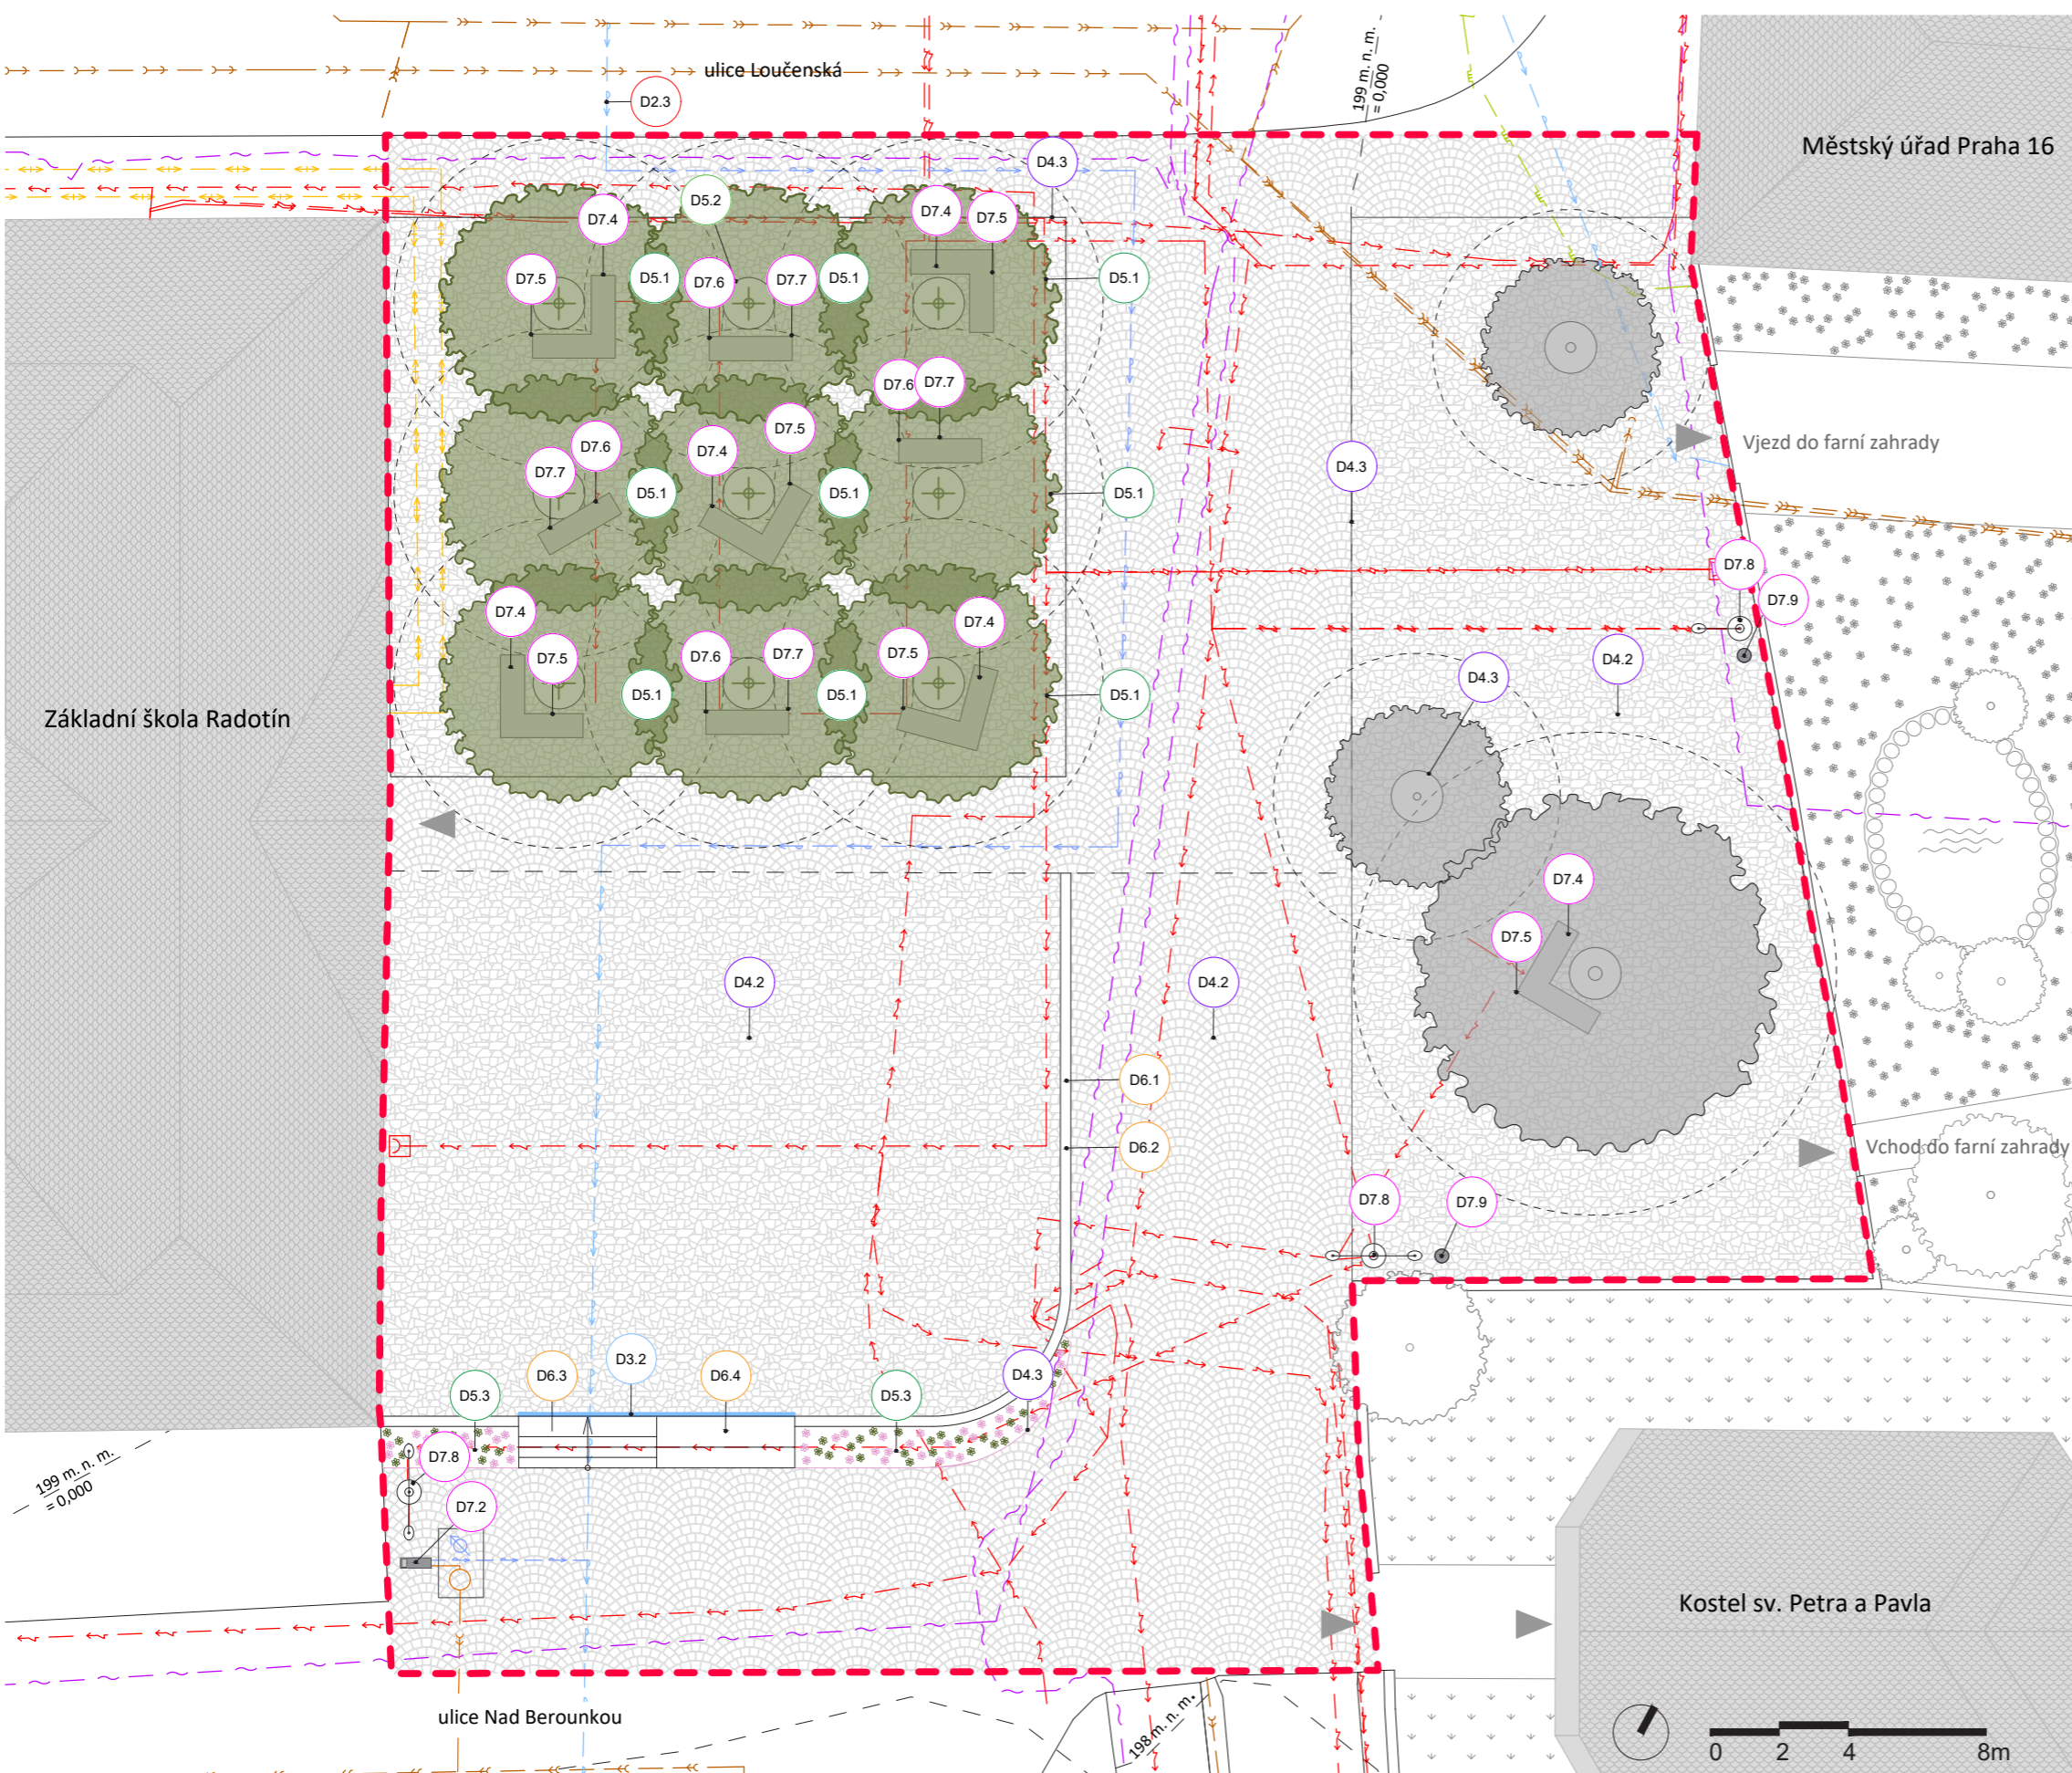 ulice Loučenská
D2.3
199 m. n. m.
= 0,000
Městský úřad Praha 16
D4.3
D5.2
D7.4
D7.4
D7.5
D7.5
D5.1
D7.6
D7.7
D5.1
D5.1
D7.6
D7.7
D7.5
D7.6
D7.4
D7.7
D5.1
D5.1
D5.1
D4.3
Vjezd do farní zahrady
D7.8
D7.9
D7.4
D7.4
D7.5
D7.6
D7.7
D7.5
D4.2
D4.3
D5.1
D5.1
D5.1
Základní škola Radotín
D7.4
D7.5
D4.2
D4.2
D6.1
D6.2
Vchod do farní zahrady
D7.8
D7.9
D5.3
D6.3
D3.2
D6.4
D5.3
D4.3
199 m. n. m.
= 0,000
D7.8
D7.2
Kostel sv. Petra a Pavla
ulice Nad Berounkou
198 m. n. m.
0 2 4 8m